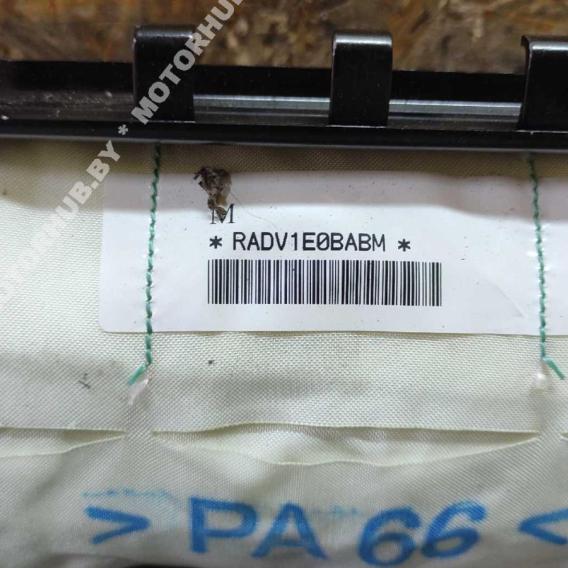 MOTORHUB.BY * MOTORHUB
M
* RADV1E0BABM *
> PA 66 <